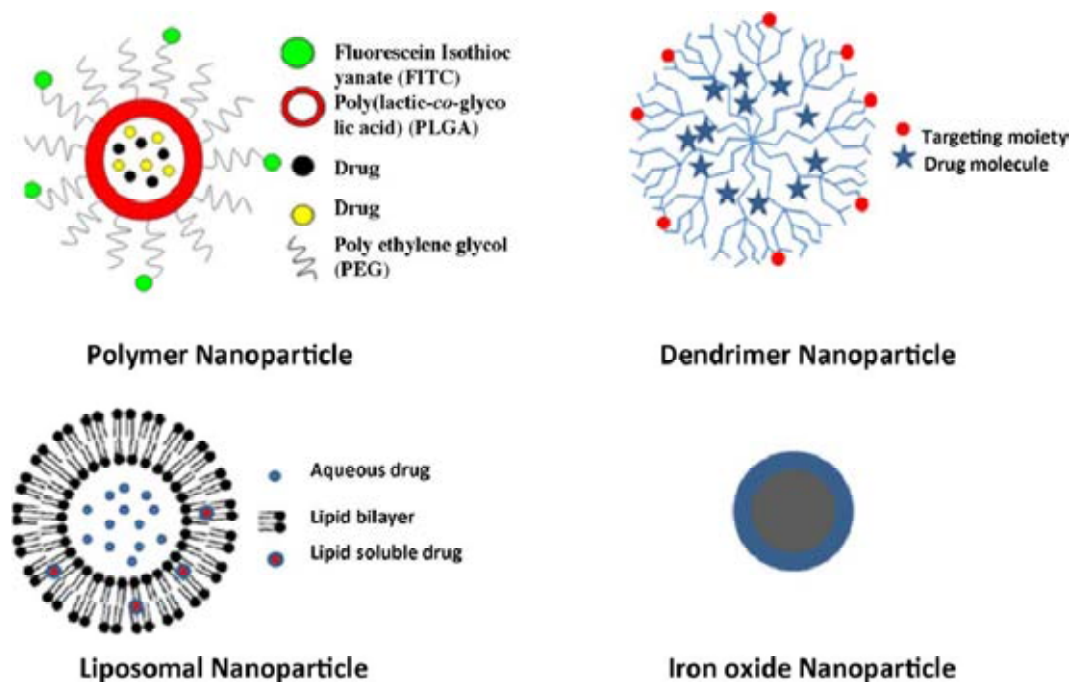 Fluorescein Isothioc
yanate (FITC)
Poly(lactic-co-glyco
lic acid) (PLGA)
Drug
Drug
Poly ethylene glycol
(PEG)
Polymer Nanoparticle
Targeting moiety
Drug molecule
Dendrimer Nanoparticle
Aqueous drug
Lipid bilayer
Lipid soluble drug
Liposomal Nanoparticle
Iron oxide Nanoparticle